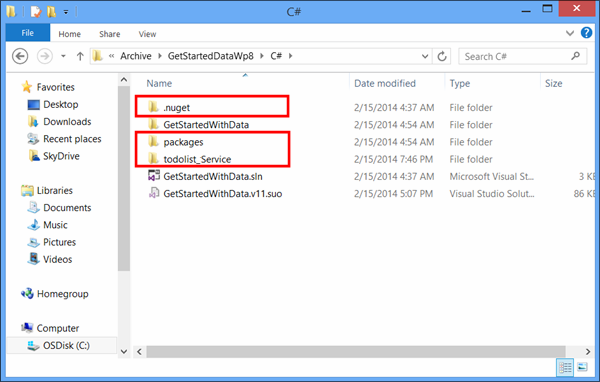 C#
File Home Share View
« Archive ▸ GetStartedDataWp8 ▸ C# ▸
Search C#
Name Date modified Type Size
Favorites
Desktop
Downloads
Recent places
SkyDrive
Libraries
Documents
Music
Pictures
Videos
Homegroup
Computer
OSDisk (C:)
.nuget 2/15/2014 4:37 AM File folder
GetStartedWithData 2/15/2014 4:37 AM File folder
packages 2/15/2014 4:54 AM File folder
todolist_Service 2/15/2014 7:46 PM File folder
GetStartedWithData.sln 2/15/2014 4:37 AM Microsoft Visual St... 3 K
GetStartedWithData.v11.suo 2/15/2014 5:07 PM Visual Studio Solut... 86 K